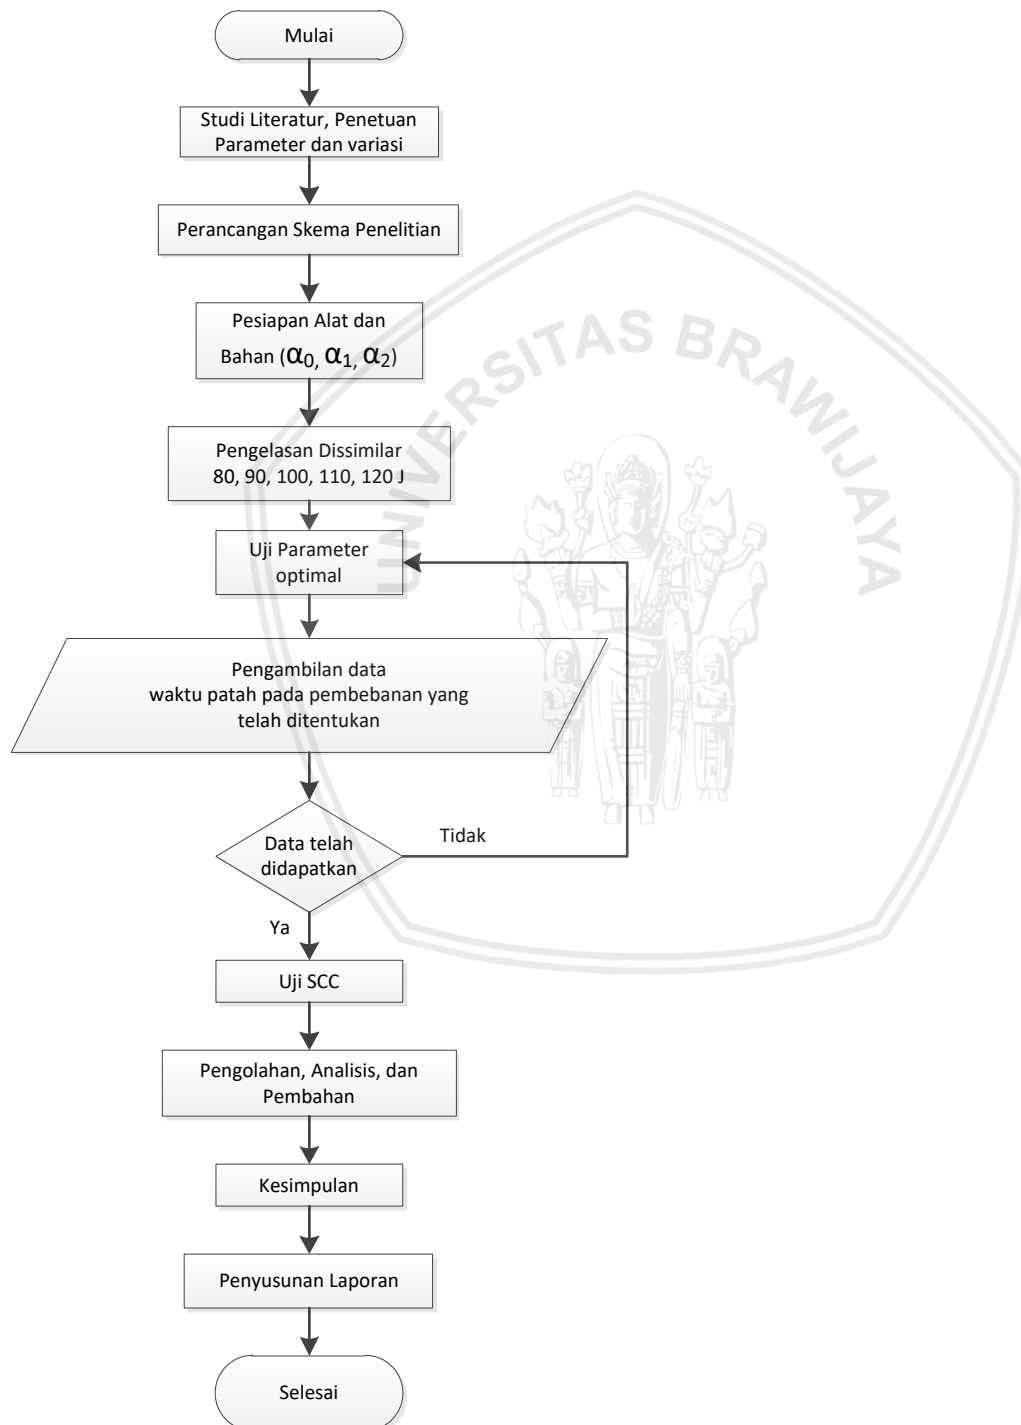 Mulai
Studi Literatur, Penetuan
Parameter dan variasi
Perancangan Skema Penelitian
Pesiapan Alat dan
Bahan (α₀, α₁, α₂)
Pengelasan Dissimilar
80, 90, 100, 110, 120 J
Uji Parameter
optimal
Pengambilan data
waktu patah pada pembebanan yang
telah ditentukan
Data telah
didapatkan
Tidak
Ya
Uji SCC
Pengolahan, Analisis, dan
Pembahan
Kesimpulan
Penyusunan Laporan
Selesai
UNIVERSITAS BRAWIJAYA